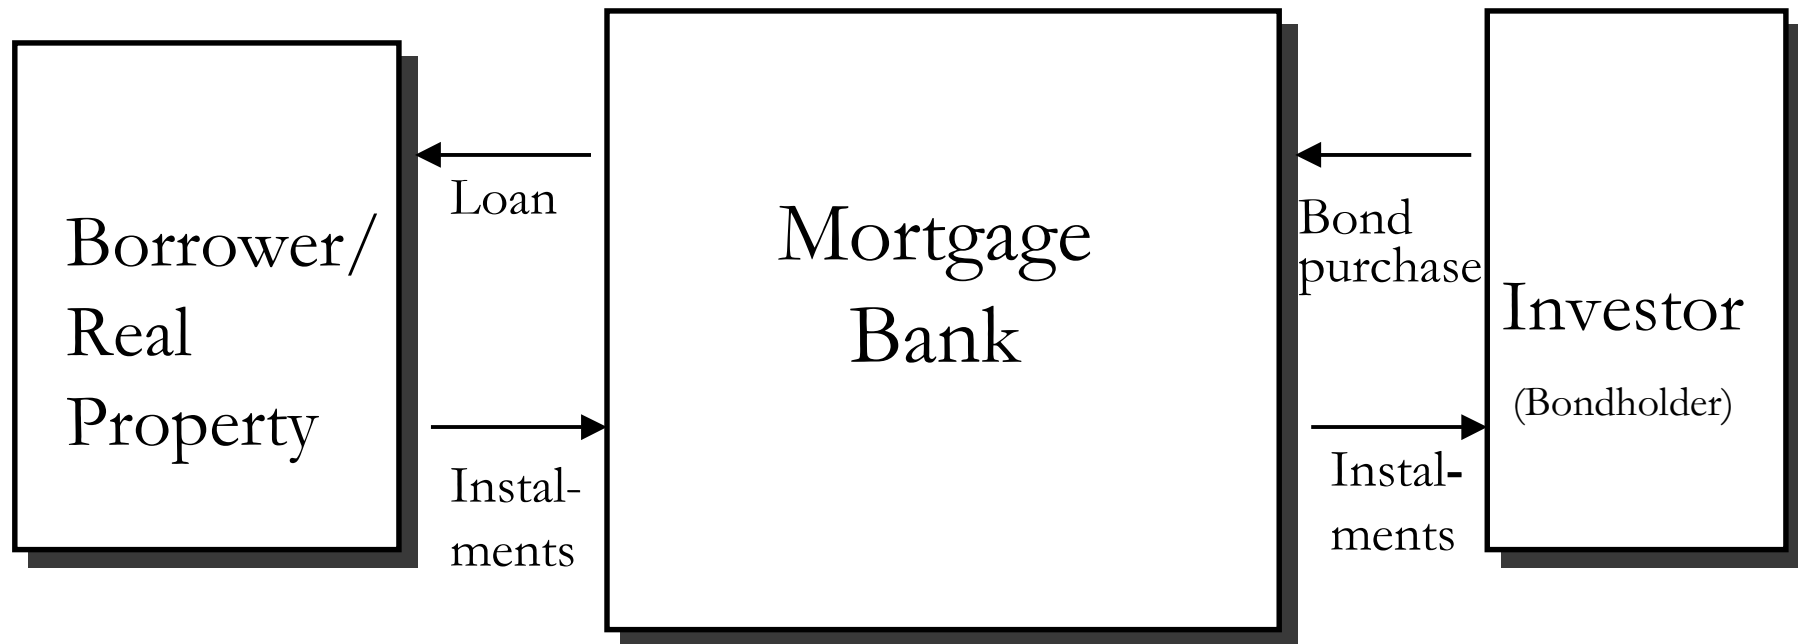 Borrower/
Real
Property
Loan
Instal-
ments
Mortgage
Bank
Bond
purchase
Instal-
ments
Investor
(Bondholder)